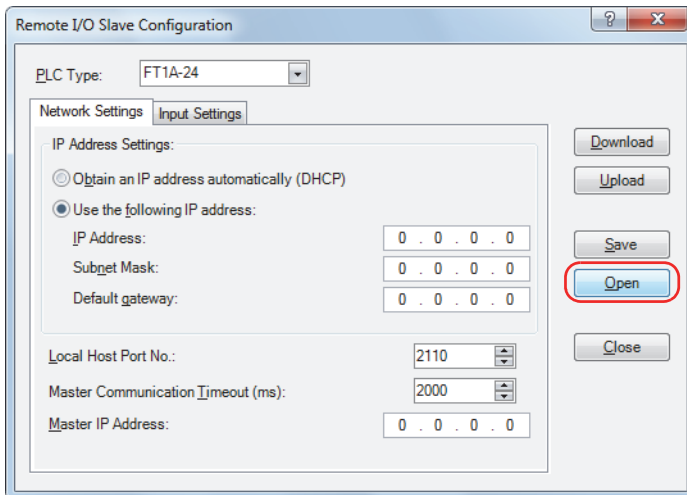 Remote I/O Slave Configuration
PLC Type: FT1A-24
Network Settings Input Settings
IP Address Settings:
Obtain an IP address automatically (DHCP)
Use the following IP address:
IP Address: 0 . 0 . 0 . 0
Subnet Mask: 0 . 0 . 0 . 0
Default gateway: 0 . 0 . 0 . 0
Local Host Port No.: 2110
Master Communication Timeout (ms): 2000
Master IP Address: 0 . 0 . 0 . 0
Download
Upload
Save
Open
Close